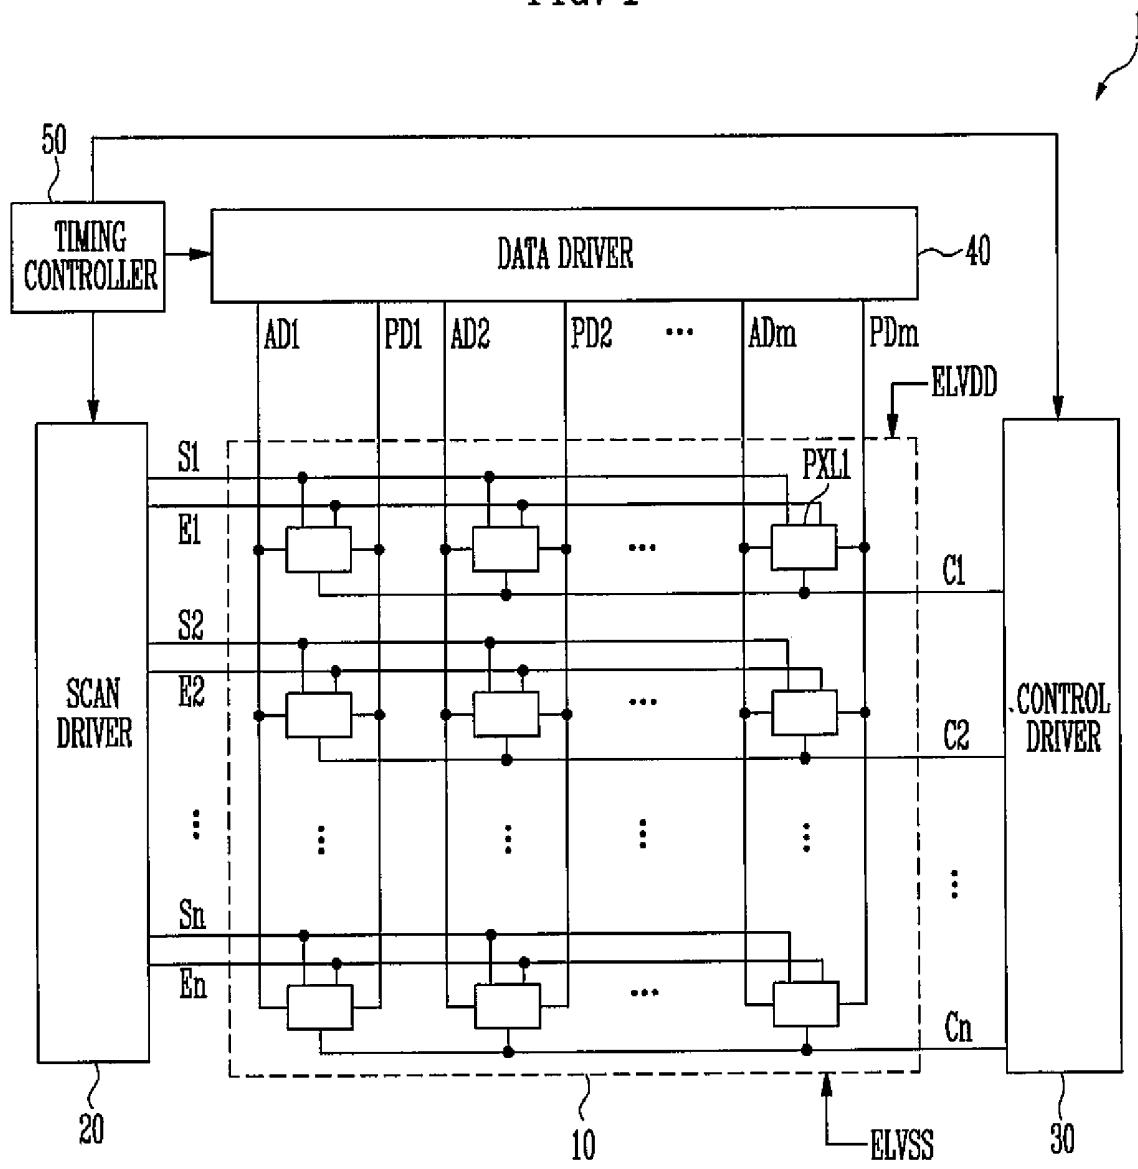 1
50
TIMING
CONTROLLER
DATA DRIVER
40
AD1 PD1 AD2 PD2 ... ADm PDm
ELVDD
S1
PXL1
E1
...
C1
S2
E2
...
C2
SCAN
DRIVER
CONTROL
DRIVER
... ... ... ... ...
...
Sn
En
...
Cn
20
10
ELVSS
30